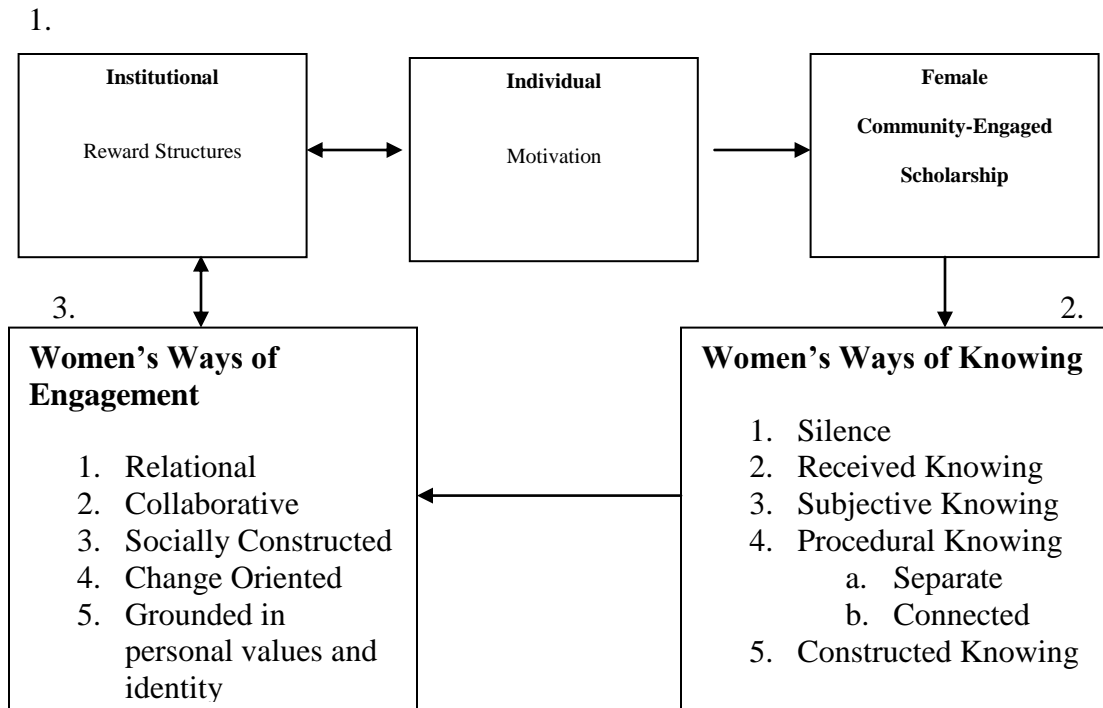 1.
Institutional
Reward Structures
Individual
Motivation
Female
Community-Engaged
Scholarship
3.
Women’s Ways of
Engagement
1. Relational
2. Collaborative
3. Socially Constructed
4. Change Oriented
5. Grounded in
personal values and
identity
2.
Women’s Ways of Knowing
1. Silence
2. Received Knowing
3. Subjective Knowing
4. Procedural Knowing
a. Separate
b. Connected
5. Constructed Knowing